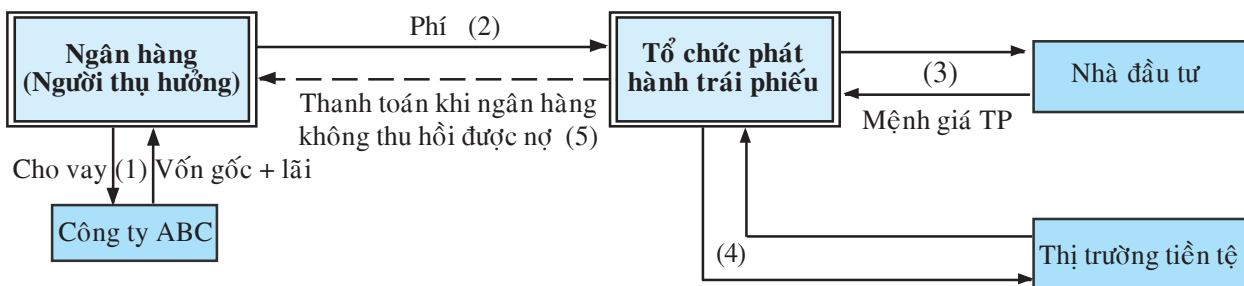 Phí (2)
Ngân hàng
(Người thụ hưởng)
Tổ chức phát
hành trái phiếu
(3)
Nhà đầu tư
Thanh toán khi ngân hàng
không thu hồi được nợ (5)
Mệnh giá TP
Cho vay (1) Vốn gốc + lãi
Công ty ABC
(4)
Thị trường tiền tệ